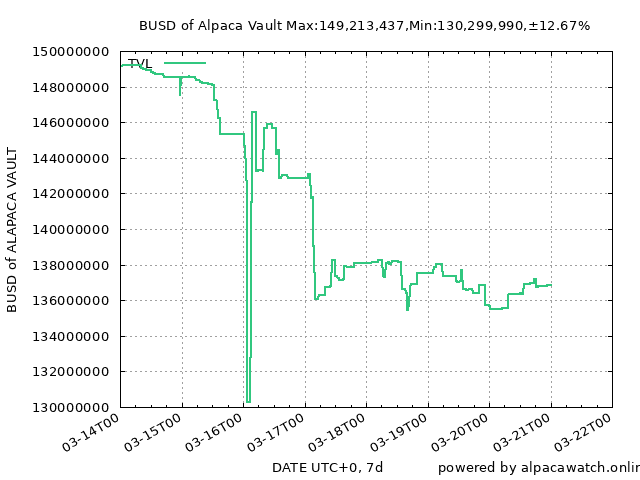 BUSD of Alpaca Vault Max:149,213,437,Min:130,299,990,±12.67%
TVL
150000000
148000000
146000000
144000000
142000000
140000000
138000000
136000000
134000000
132000000
130000000
BUSD of ALAPACA VAULT
03-14T00
03-15T00
03-16T00
03-17T00
03-18T00
03-19T00
03-20T00
03-21T00
03-22T00
DATE UTC+0, 7d
powered by alpacawatch.onlin